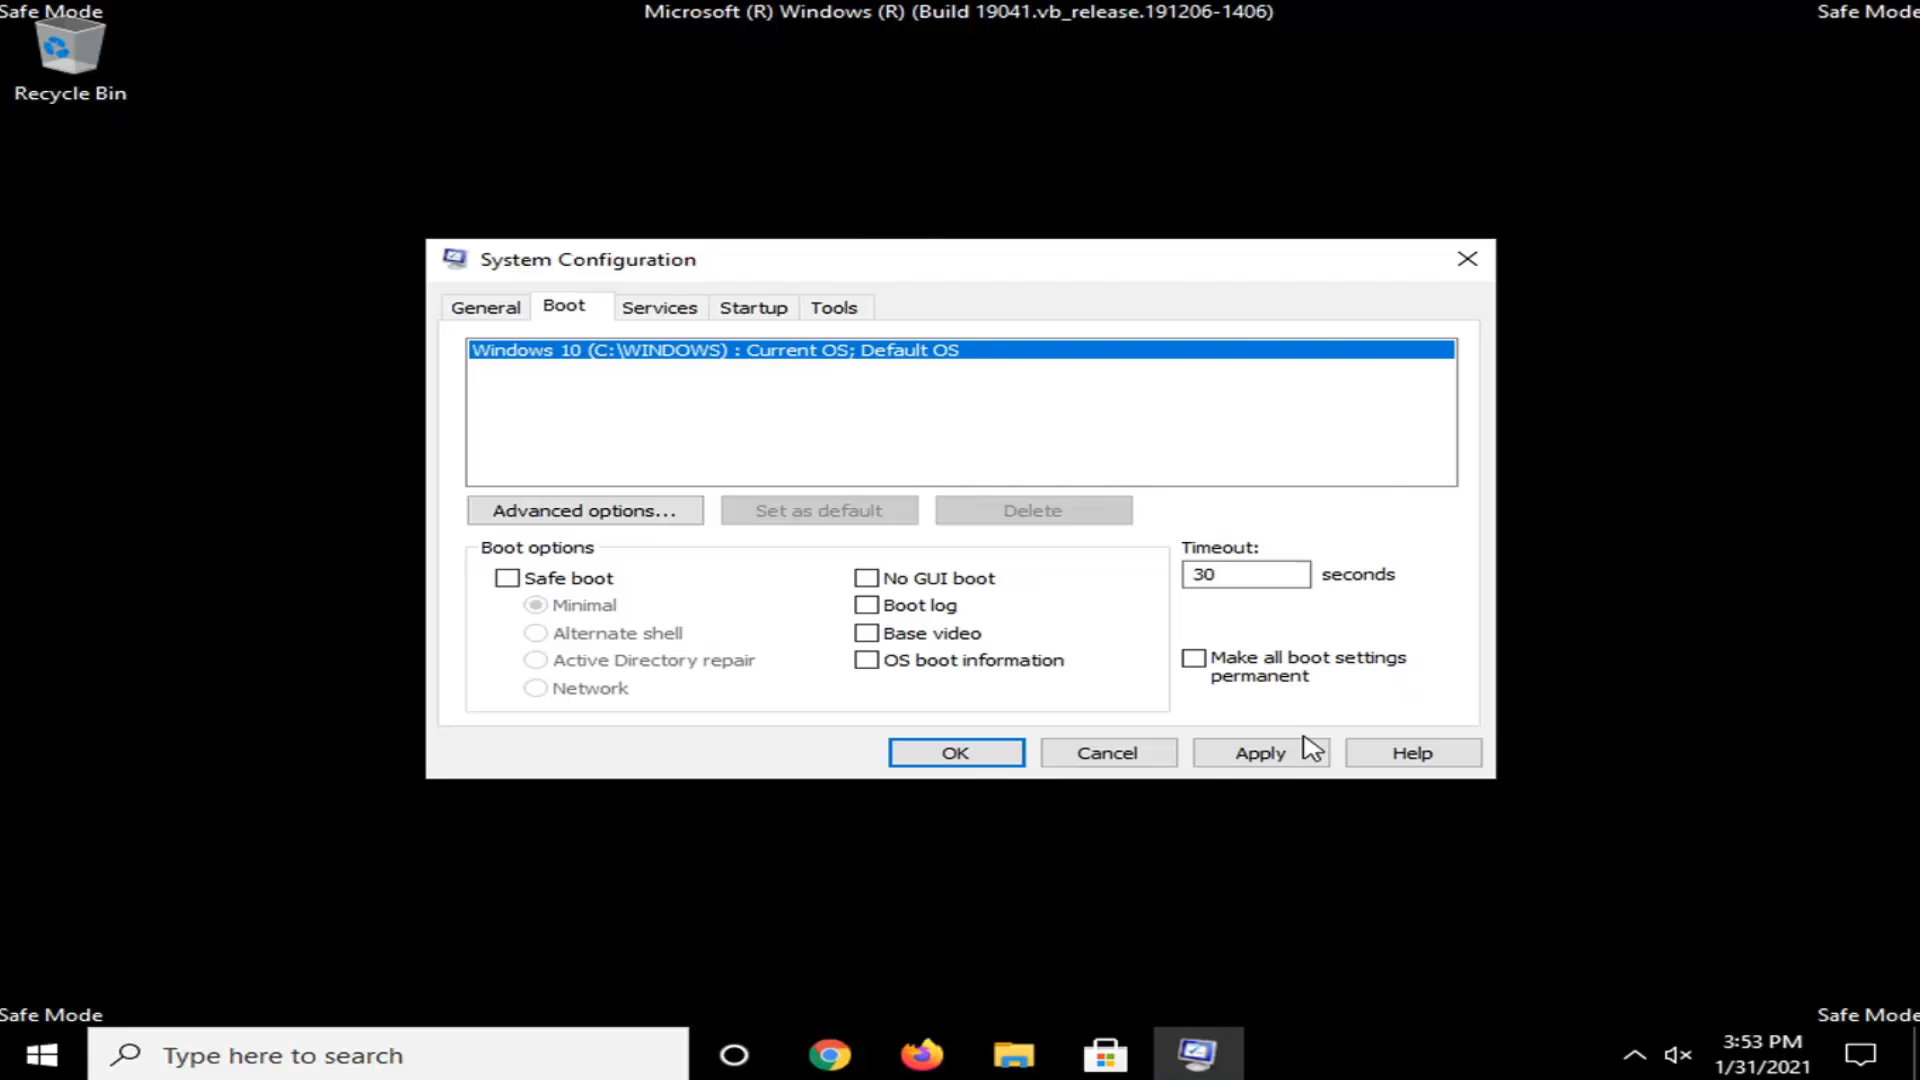 Safe Mode
Microsoft (R) Windows (R) (Build 19041.vb_release.191206-1406)
Safe Mode
Recycle Bin
System Configuration
General
Boot
Services
Startup
Tools
Windows 10 (C:\WINDOWS) : Current OS; Default OS
Advanced options...
Set as default
Delete
Boot options
Timeout:
Safe boot
No GUI boot
30 seconds
Minimal
Boot log
Alternate shell
Base video
Active Directory repair
OS boot information
Make all boot settings
permanent
Network
OK
Cancel
Apply
Help
Safe Mode
Safe Mode
Type here to search
3:53 PM
1/31/2021